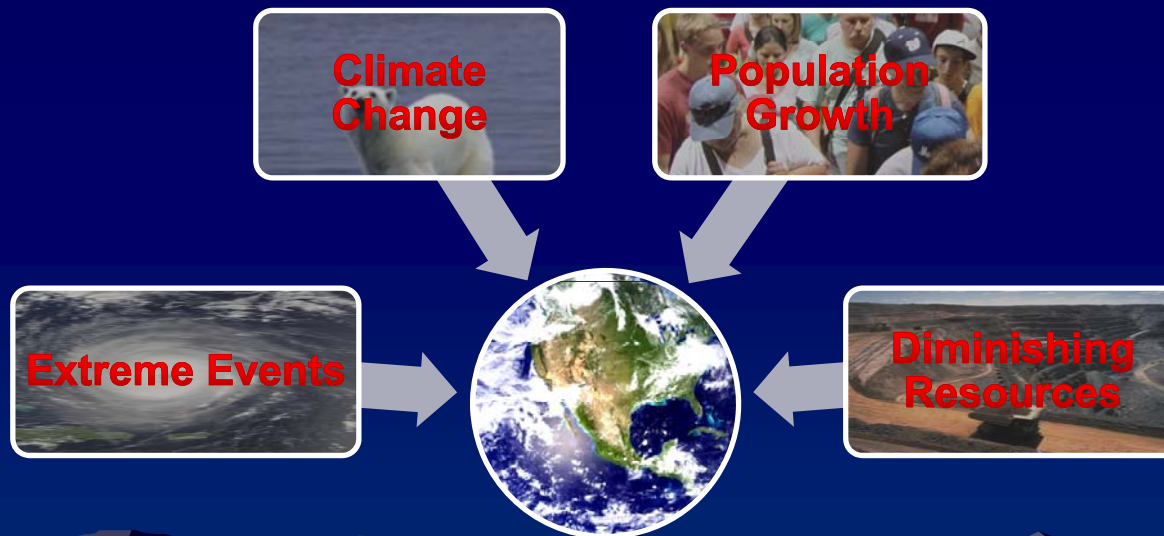 Climate
Change
Population
Growth
Extreme Events
Diminishing
Resources